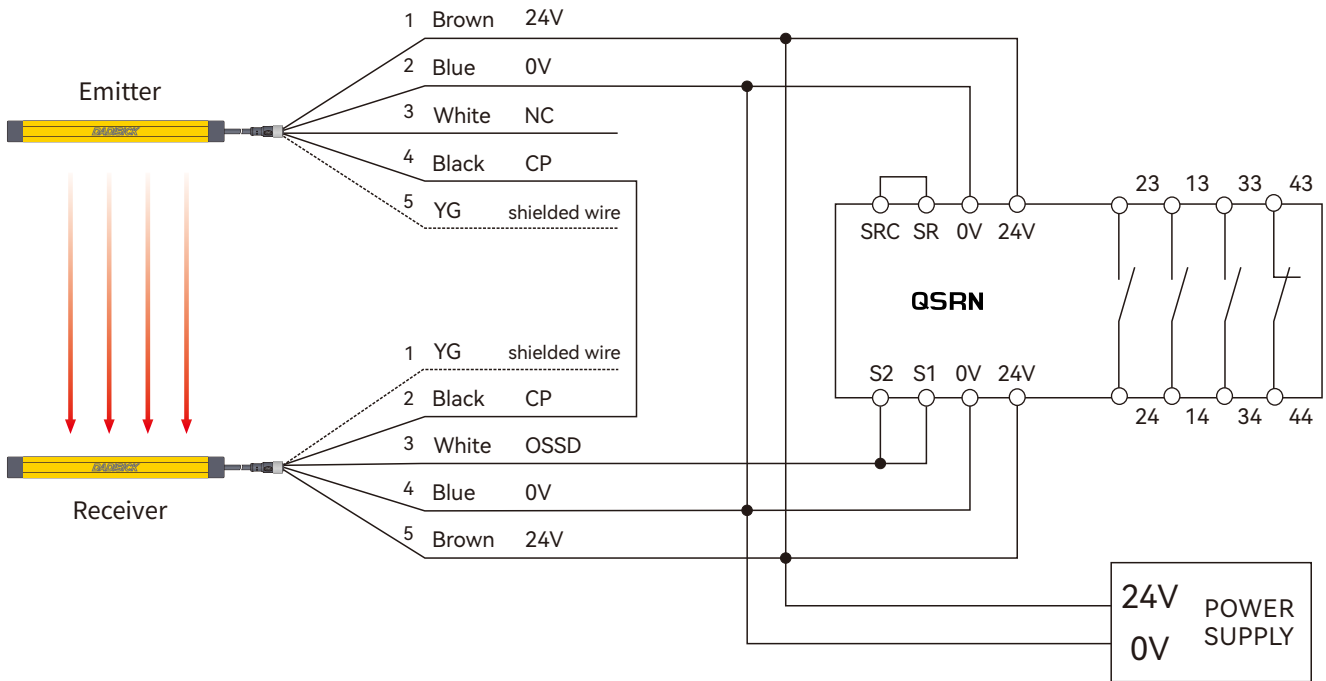 1 Brown 24V
2 Blue 0V
Emitter
3 White NC
DADISICK
4 Black CP
5 YG shielded wire
23 13 33 43
SRC SR 0V 24V
QSRN
1 YG shielded wire
S2 S1 0V 24V
2 Black CP
24 14 34 44
3 White OSSD
DADISICK
4 Blue 0V
Receiver
5 Brown 24V
24V POWER
0V SUPPLY